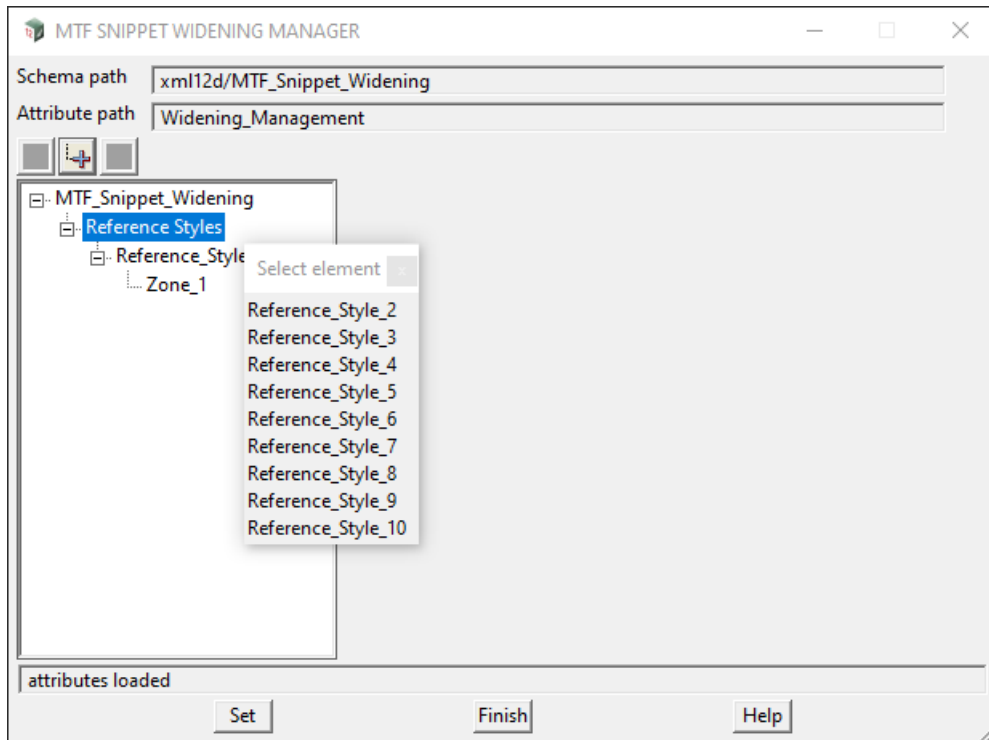 MTF SNIPPET WIDENING MANAGER
Schema path xml12d/MTF_Snippet_Widening
Attribute path Widening_Management
MTF_Snippet_Widening
Reference Styles
Reference_Style
Zone_1
Select element x
Reference_Style_2
Reference_Style_3
Reference_Style_4
Reference_Style_5
Reference_Style_6
Reference_Style_7
Reference_Style_8
Reference_Style_9
Reference_Style_10
attributes loaded
Set Finish Help